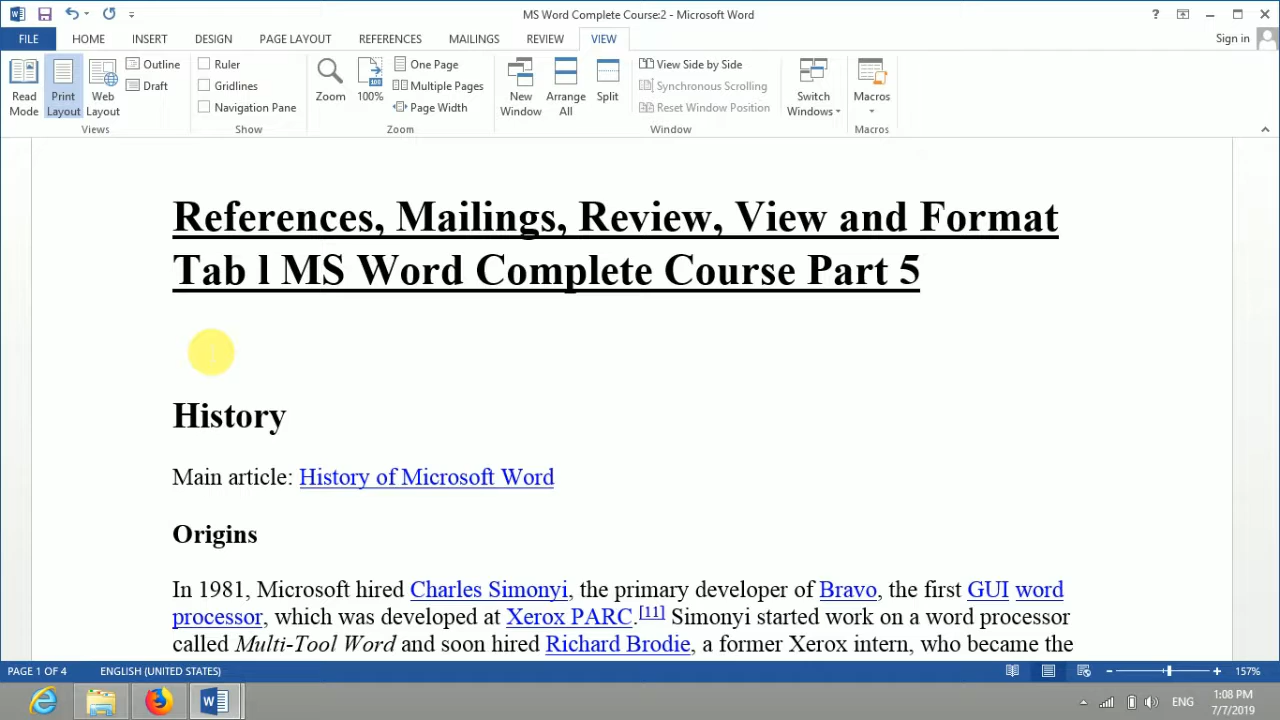 MS Word Complete Course:2 - Microsoft Word
?
FILE HOME INSERT DESIGN PAGE LAYOUT REFERENCES MAILINGS REVIEW VIEW Sign in
Read Mode
Print Layout
Web Layout
Outline
Draft
Views
Ruler
Gridlines
Navigation Pane
Show
Zoom
100%
One Page
Multiple Pages
Page Width
Zoom
New Window
Arrange All
Split
View Side by Side
Synchronous Scrolling
Reset Window Position
Window
Switch Windows
Macros
Macros
References, Mailings, Review, View and Format
Tab l MS Word Complete Course Part 5
History
Main article: History of Microsoft Word
Origins
In 1981, Microsoft hired Charles Simonyi, the primary developer of Bravo, the first GUI word
processor, which was developed at Xerox PARC.[11] Simonyi started work on a word processor
called Multi-Tool Word and soon hired Richard Brodie, a former Xerox intern, who became the
PAGE 1 OF 4 ENGLISH (UNITED STATES) 157%
ENG
1:08 PM
7/7/2019